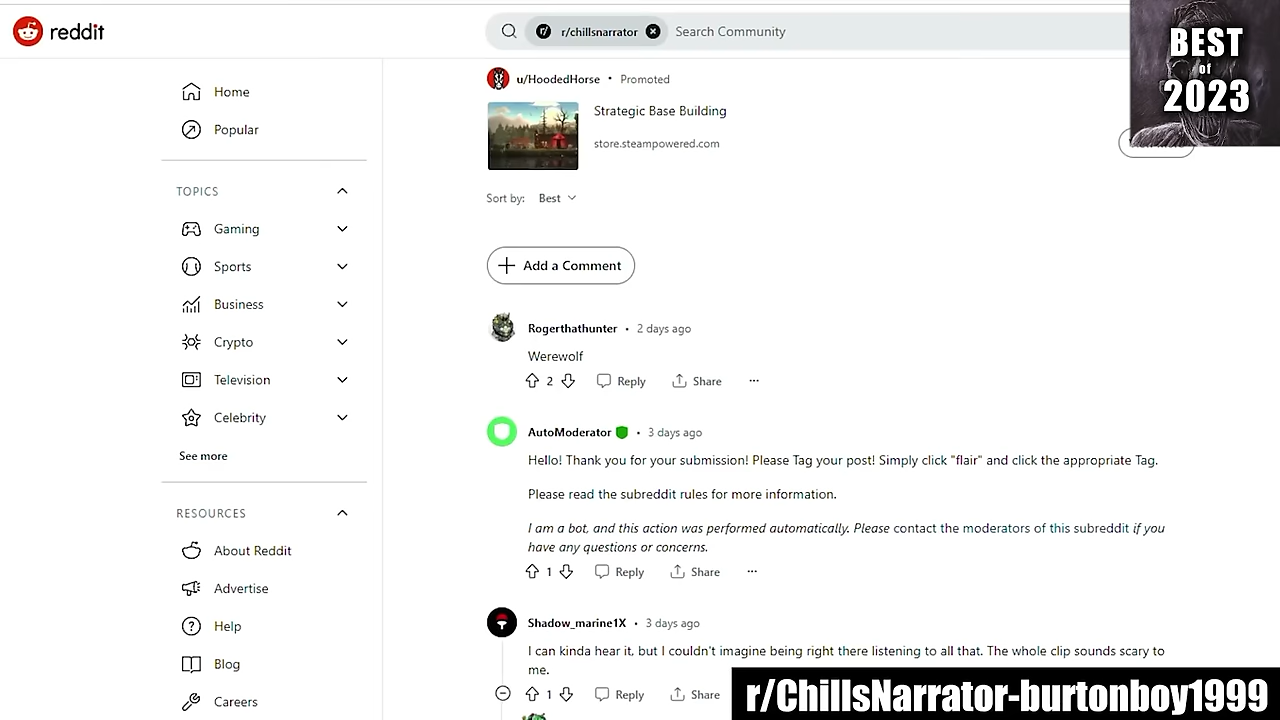 reddit
r/chillsnarrator
Search Community
BEST
of
2023
u/HoodedHorse • Promoted
Strategic Base Building
store.steampowered.com
Sort by: Best
Add a Comment
Home
Popular
TOPICS
Gaming
Sports
Business
Crypto
Television
Celebrity
See more
RESOURCES
About Reddit
Advertise
Help
Blog
Careers
Rogerthathunter • 2 days ago
Werewolf
2 Reply Share ...
AutoModerator • 3 days ago
Hello! Thank you for your submission! Please Tag your post! Simply click "flair" and click the appropriate Tag.
Please read the subreddit rules for more information.
I am a bot, and this action was performed automatically. Please contact the moderators of this subreddit if you
have any questions or concerns.
1 Reply Share ...
Shadow_marine1X • 3 days ago
I can kinda hear it, but I couldn't imagine being right there listening to all that. The whole clip sounds scary to
me.
1 Reply Share
r/ChillsNarrator-burtonboy1999